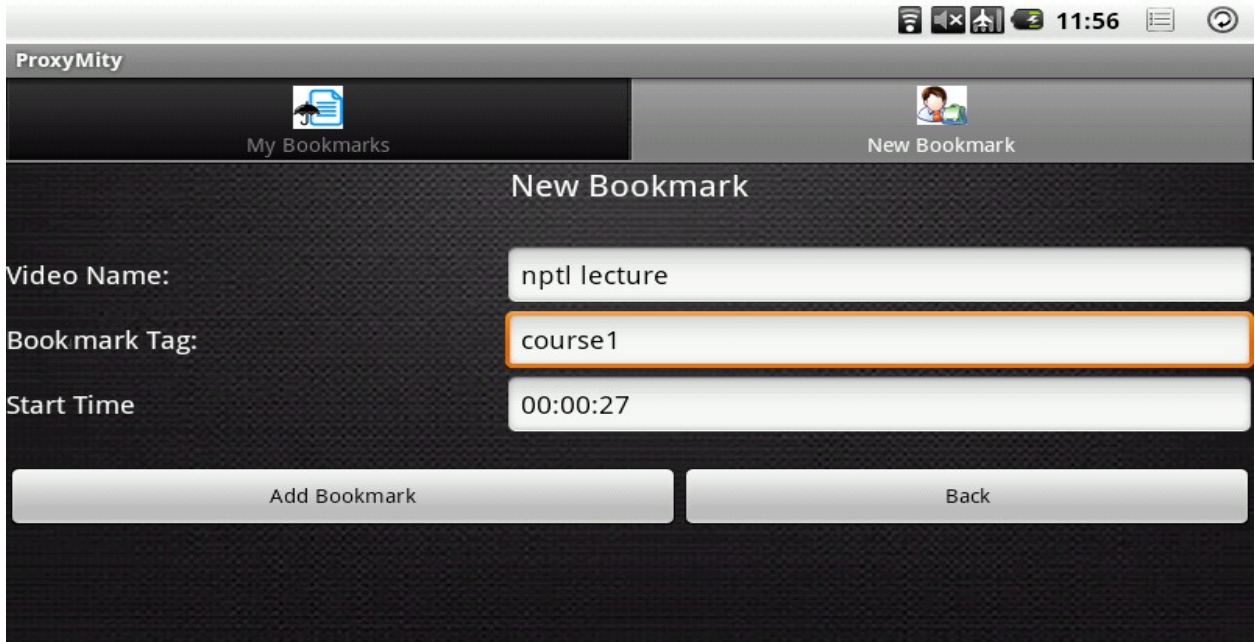 11:56
ProxyMity
My Bookmarks
New Bookmark
New Bookmark
Video Name:
nptl lecture
Bookmark Tag:
course1
Start Time
00:00:27
Add Bookmark
Back